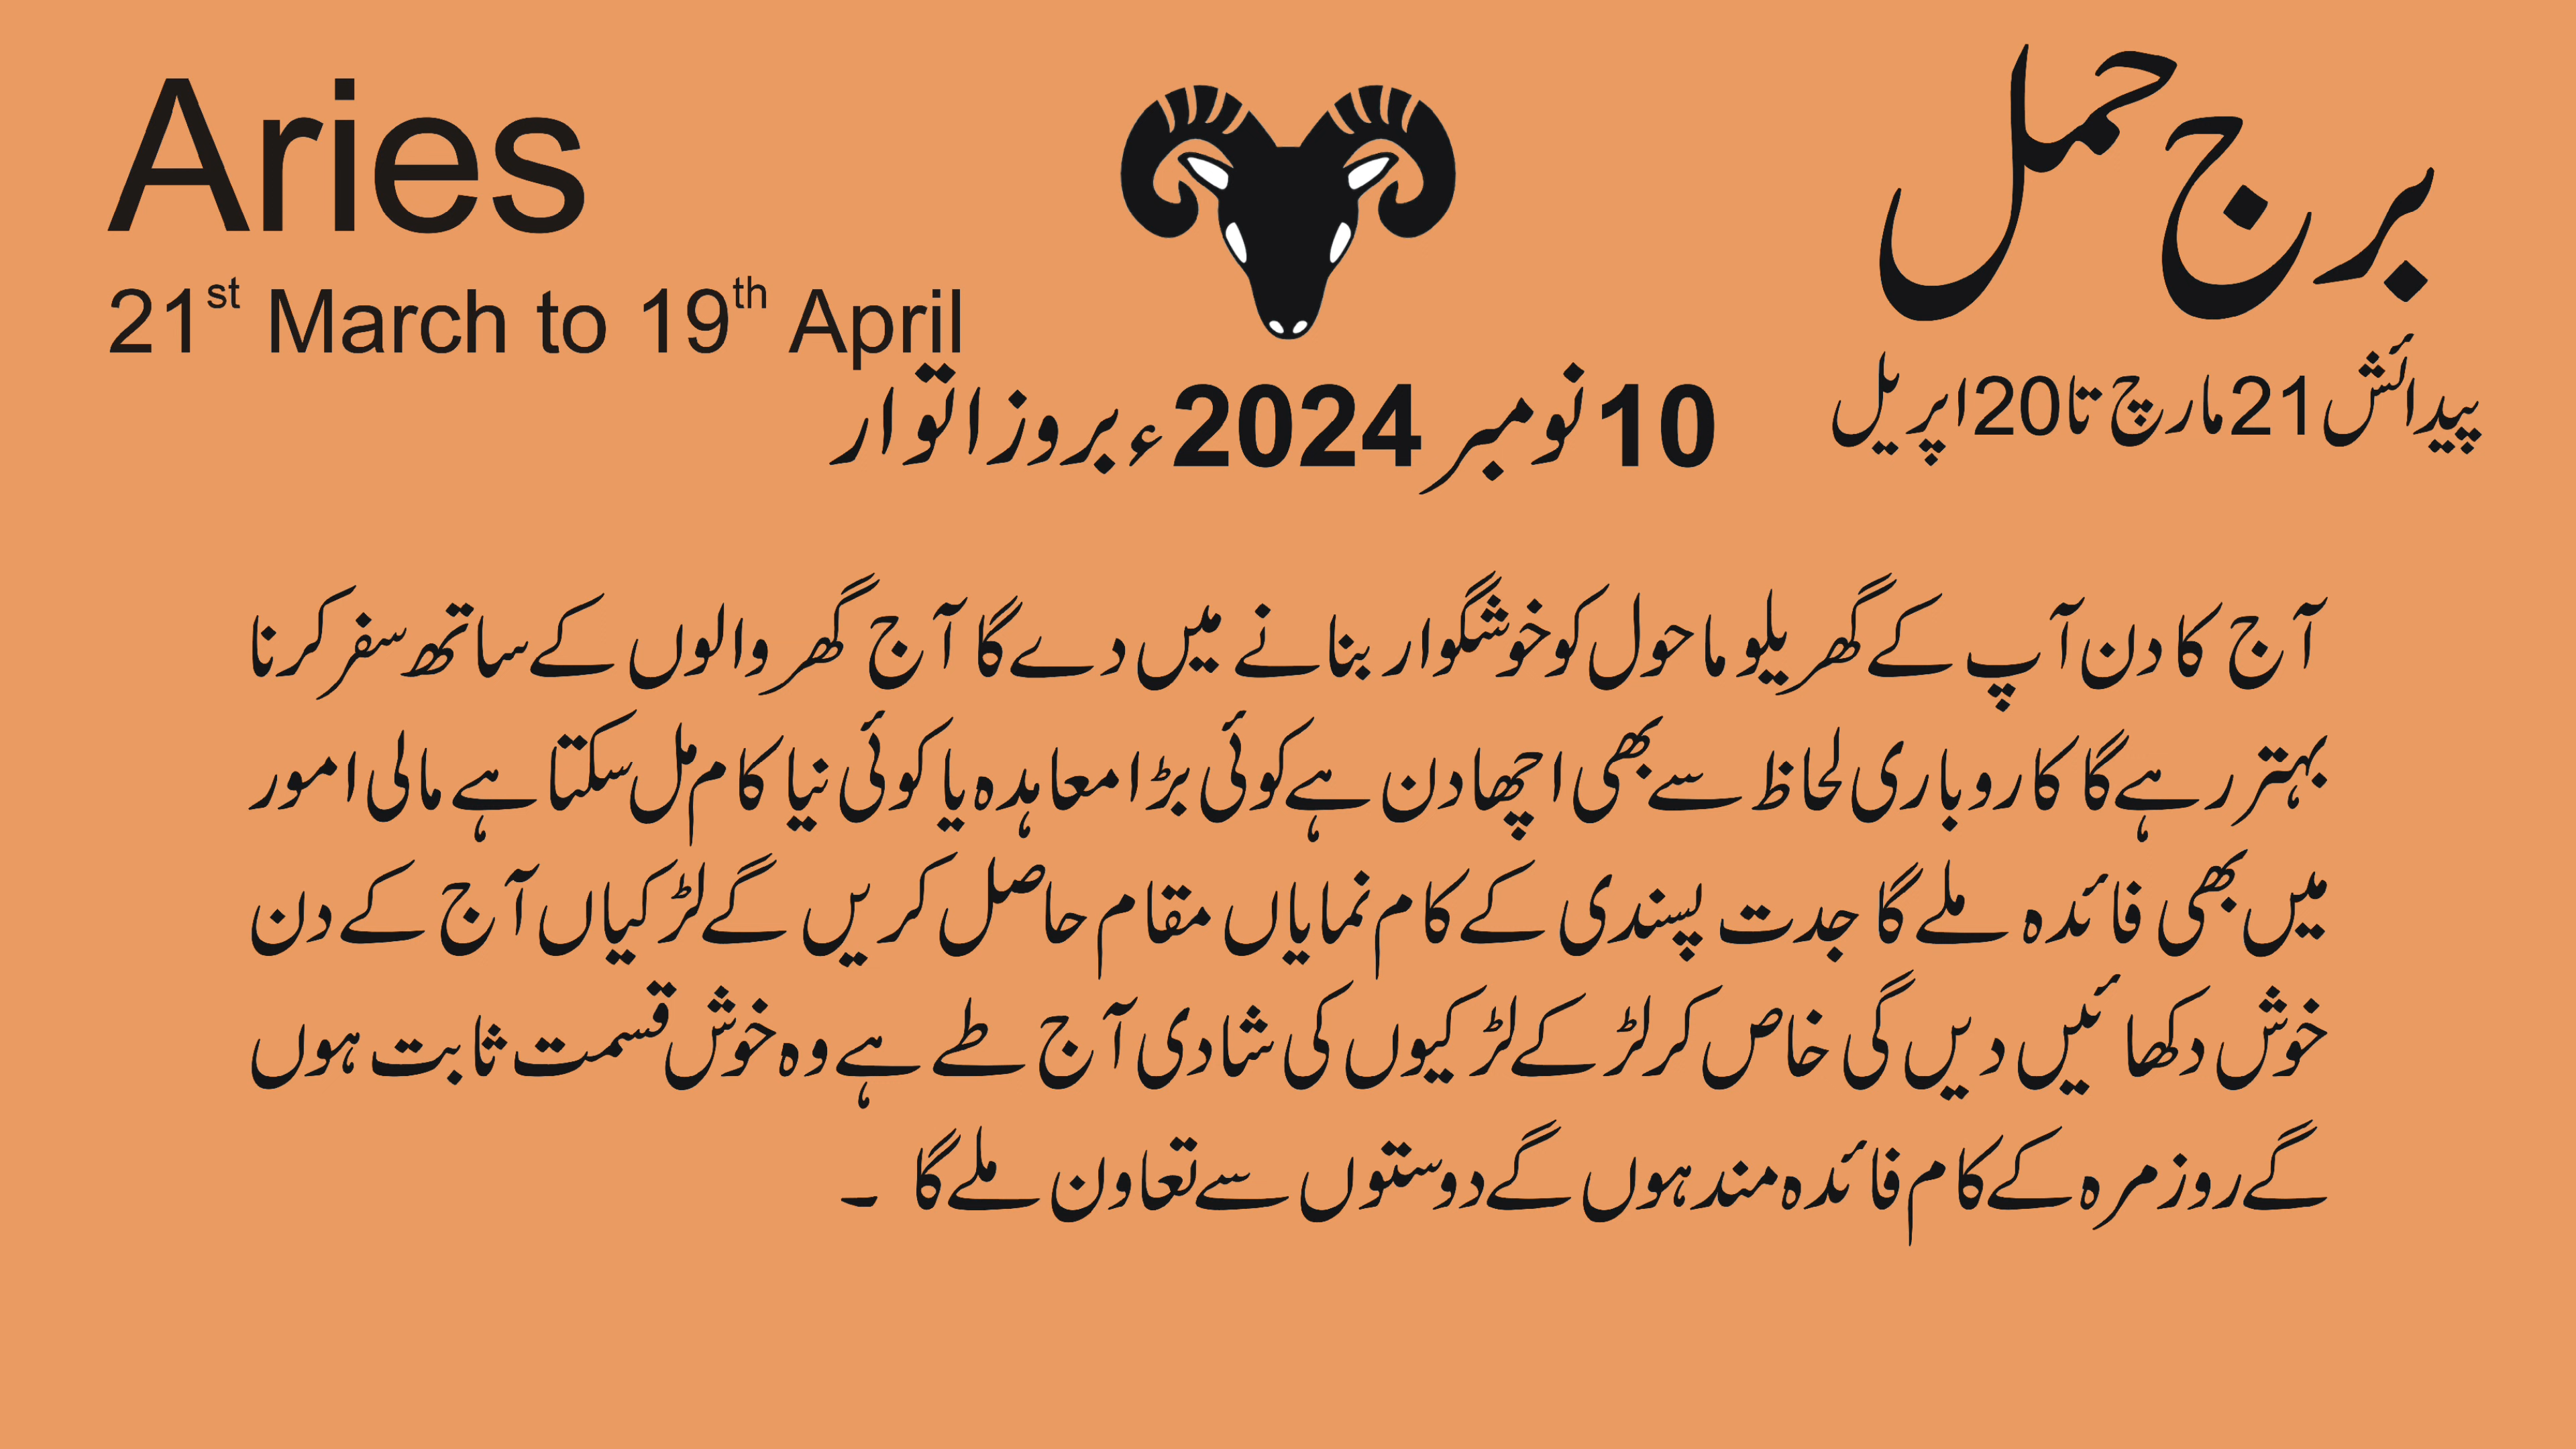 Aries
برج حمل
21st March to 19th April
پیدائش 21 مارچ تا 20 اپریل
10 نومبر 2024ء بروز اتوار
آج کا دن آپ کے گھریلو ماحول کو خوشگوار بنانے میں دے گا آج گھر والوں کے ساتھ سفر کرنا
بہتر رہے گا کاروباری لحاظ سے بھی اچھا دن ہے کوئی بڑا معاہدہ یا کوئی نیا کام مل سکتا ہے مالی امور
میں بھی فائدہ ملے گا جدت پسندی کے کام نمایاں مقام حاصل کریں گے لڑکیاں آج کے دن
خوش دکھائیں دیں گی خاص کر لڑکے لڑکیوں کی شادی آج طے ہے وہ خوش قسمت ثابت ہوں
گے روزمرہ کے کام فائدہ مند ہوں گے دوستوں سے تعاون ملے گا ۔